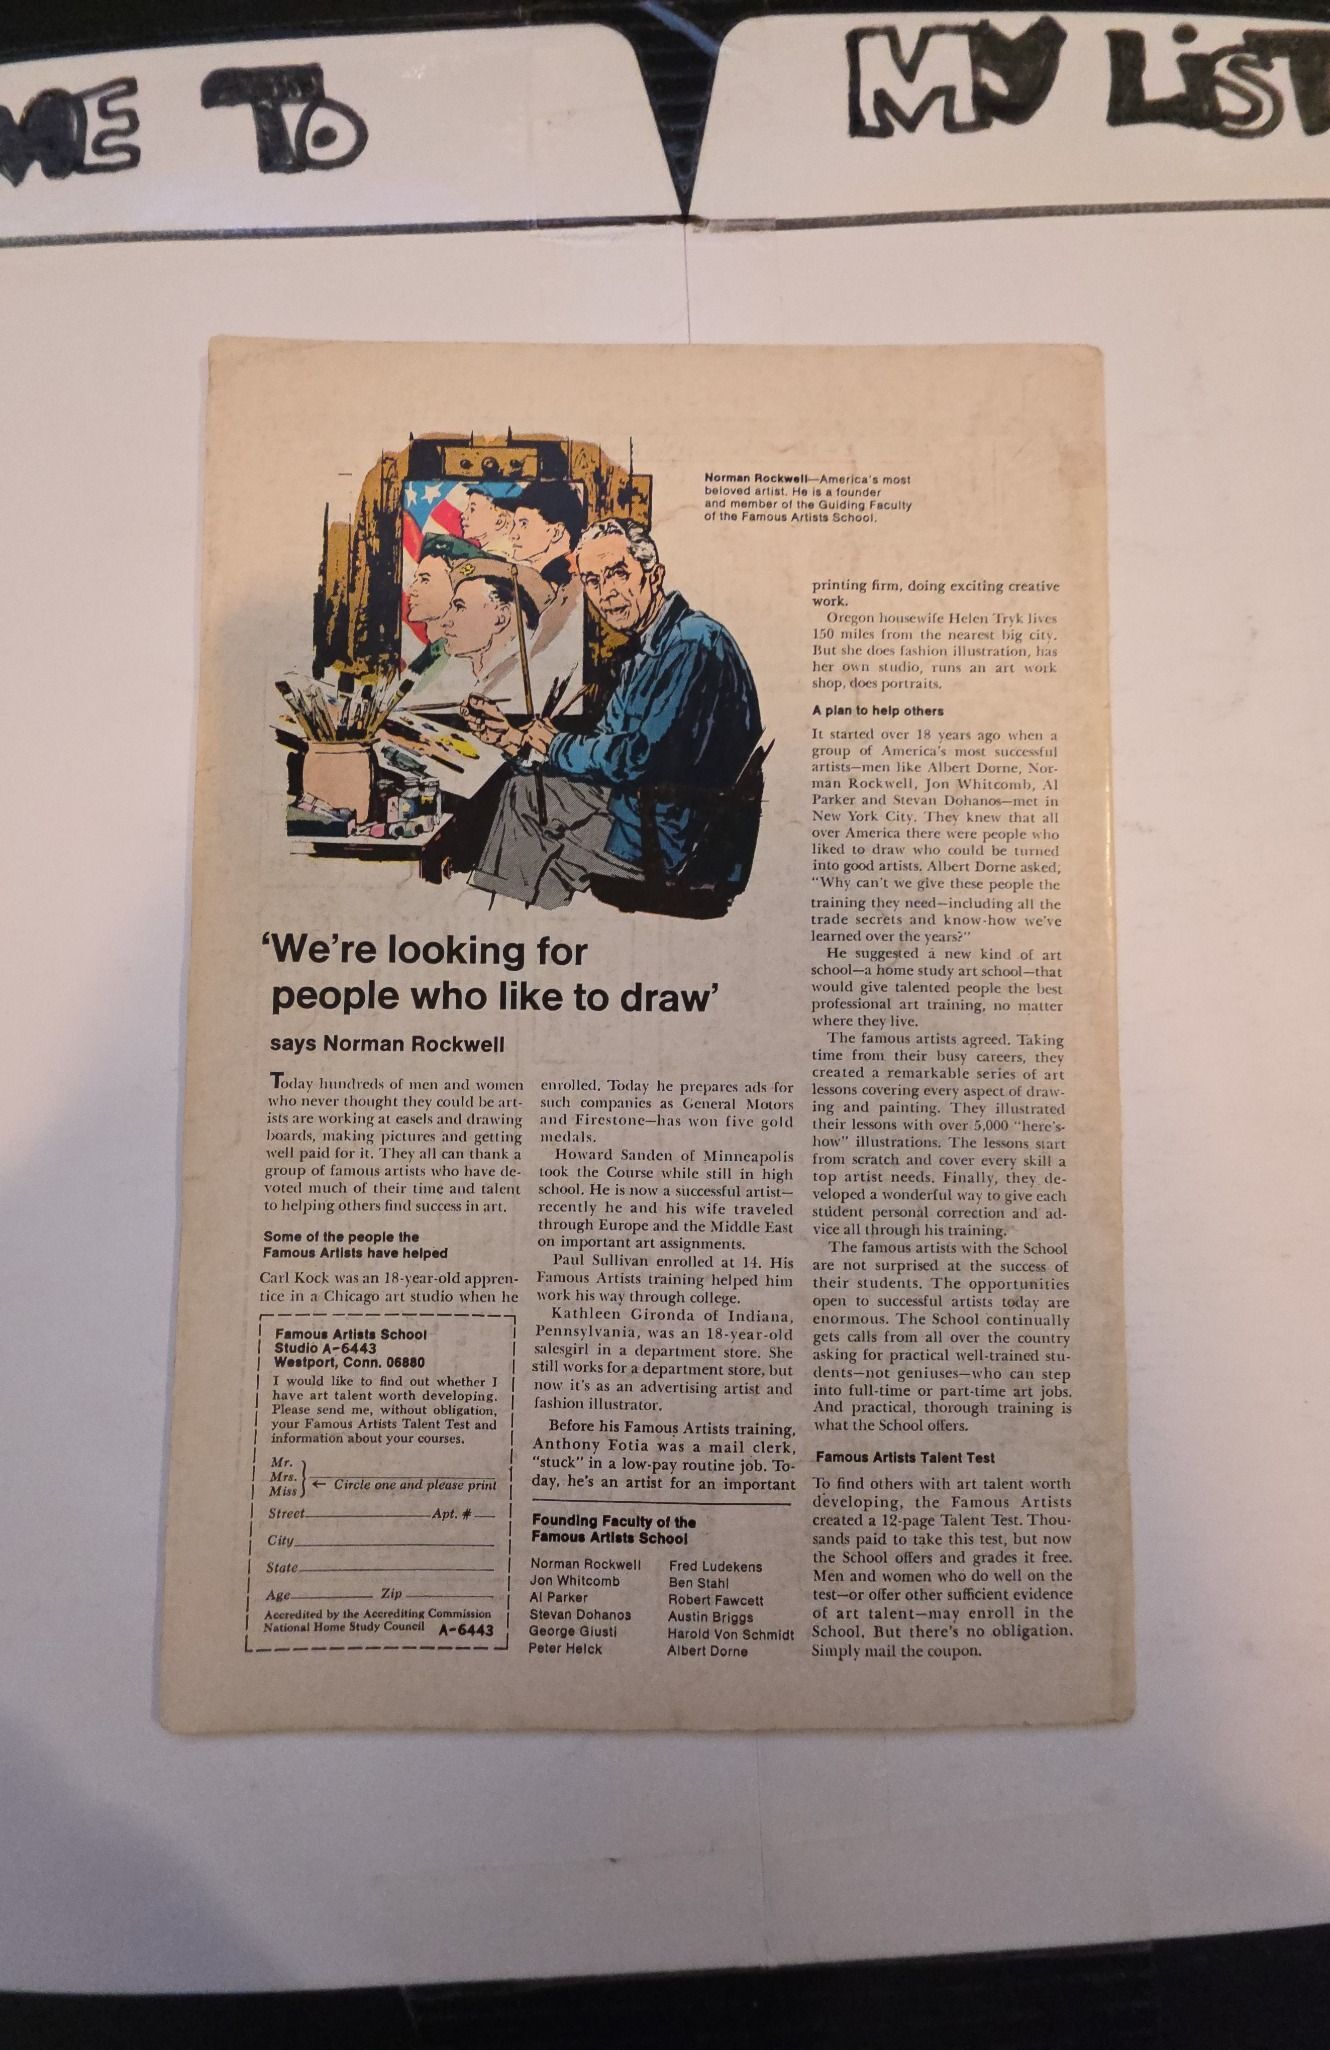 ME TO
MY LIST
Norman Rockwell—America's most
beloved artist. He is a founder
and member of the Guiding Faculty
of the Famous Artists School.
'We're looking for
people who like to draw'
says Norman Rockwell
Today hundreds of men and women
who never thought they could be art-
ists are working at easels and drawing
boards, making pictures and getting
well paid for it. They all can thank a
group of famous artists who have de-
voted much of their time and talent
to helping others find success in art.
Some of the people the
Famous Artists have helped
Carl Kock was an 18-year-old appren-
tice in a Chicago art studio when he
enrolled. Today he prepares ads for
such companies as General Motors
and Firestone—has won five gold
medals.
Howard Sanden of Minneapolis
took the Course while still in high
school. He is now a successful artist—
recently he and his wife traveled
through Europe and the Middle East
on important art assignments.
Paul Sullivan enrolled at 14. His
Famous Artists training helped him
work his way through college.
Kathleen Gironda of Indiana,
Pennsylvania, was an 18-year-old
salesgirl in a department store. She
still works for a department store, but
now it's as an advertising artist and
fashion illustrator.
Before his Famous Artists training,
Anthony Fotia was a mail clerk,
"stuck" in a low-pay routine job. To-
day, he's an artist for an important
printing firm, doing exciting creative
work.
Oregon housewife Helen Tryk lives
150 miles from the nearest big city.
But she does fashion illustration, has
her own studio, runs an art work
shop, does portraits.
A plan to help others
It started over 18 years ago when a
group of America's most successful
artists—men like Albert Dorne, Nor-
man Rockwell, Jon Whitcomb, Al
Parker and Stevan Dohanos—met in
New York City. They knew that all
over America there were people who
liked to draw who could be turned
into good artists. Albert Dorne asked,
"Why can't we give these people the
training they need—including all the
trade secrets and know-how we've
learned over the years?"
He suggested a new kind of art
school—a home study art school—that
would give talented people the best
professional art training, no matter
where they live.
The famous artists agreed. Taking
time from their busy careers, they
created a remarkable series of art
lessons covering every aspect of draw-
ing and painting. They illustrated
their lessons with over 5,000 "here's-
how" illustrations. The lessons start
from scratch and cover every skill a
top artist needs. Finally, they de-
veloped a wonderful way to give each
student personal correction and ad-
vice all through his training.
The famous artists with the School
are not surprised at the success of
their students. The opportunities
open to successful artists today are
enormous. The School continually
gets calls from all over the country
asking for practical well-trained stu-
dents—not geniuses—who can step
into full-time or part-time art jobs.
And practical, thorough training is
what the School offers.
Famous Artists Talent Test
To find others with art talent worth
developing, the Famous Artists
created a 12-page Talent Test. Thou-
sands paid to take this test, but now
the School offers and grades it free.
Men and women who do well on the
test—or offer other sufficient evidence
of art talent—may enroll in the
School. But there's no obligation.
Simply mail the coupon.
Famous Artists School
Studio A-6443
Westport, Conn. 06880
I would like to find out whether I
have art talent worth developing.
Please send me, without obligation,
your Famous Artists Talent Test and
information about your courses.
Mr.
Mrs.
Miss
← Circle one and please print
Street Apt. #
City
State
Age Zip
Accredited by the Accrediting Commission
National Home Study Council A-6443
Founding Faculty of the
Famous Artists School
Norman Rockwell
Jon Whitcomb
Al Parker
Stevan Dohanos
George Giusti
Peter Helck
Fred Ludekens
Ben Stahl
Robert Fawcett
Austin Briggs
Harold Von Schmidt
Albert Dorne